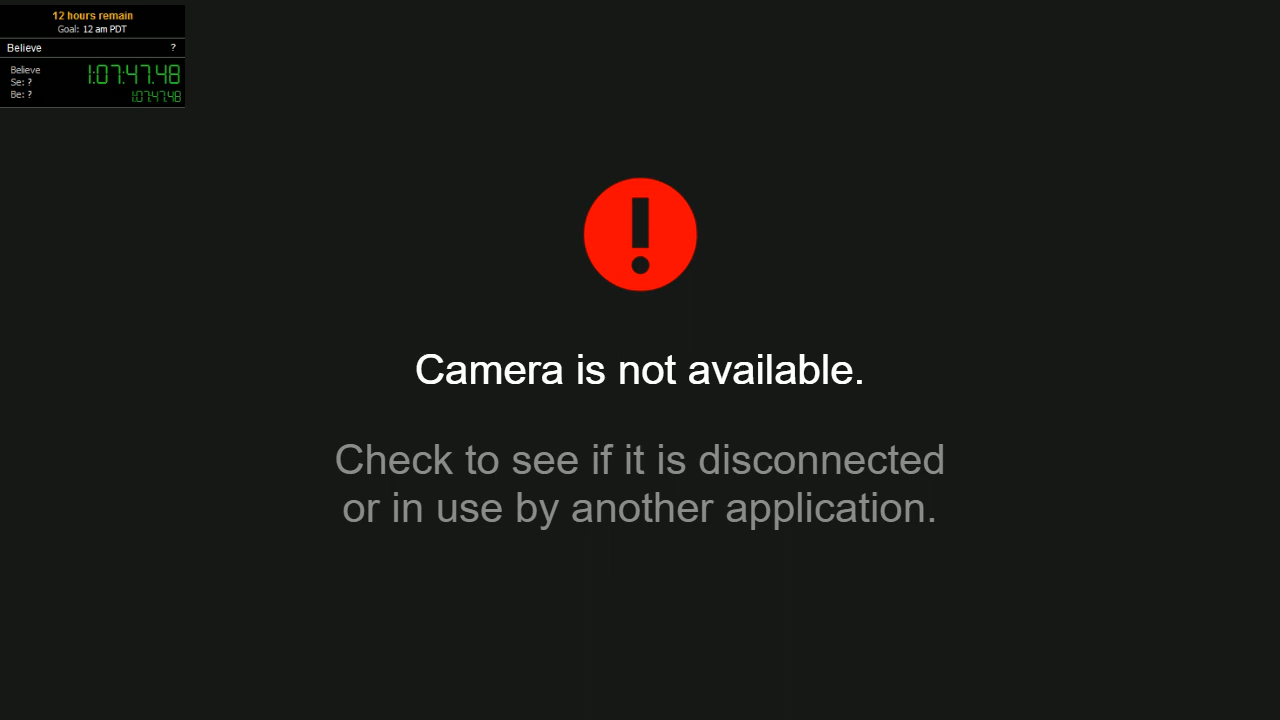 12 hours remain
Goal: 12 am PDT
Believe ?
Believe 1:07:47.48
Se: ?
Be: ? 1:07:47.48
Camera is not available.
Check to see if it is disconnected
or in use by another application.